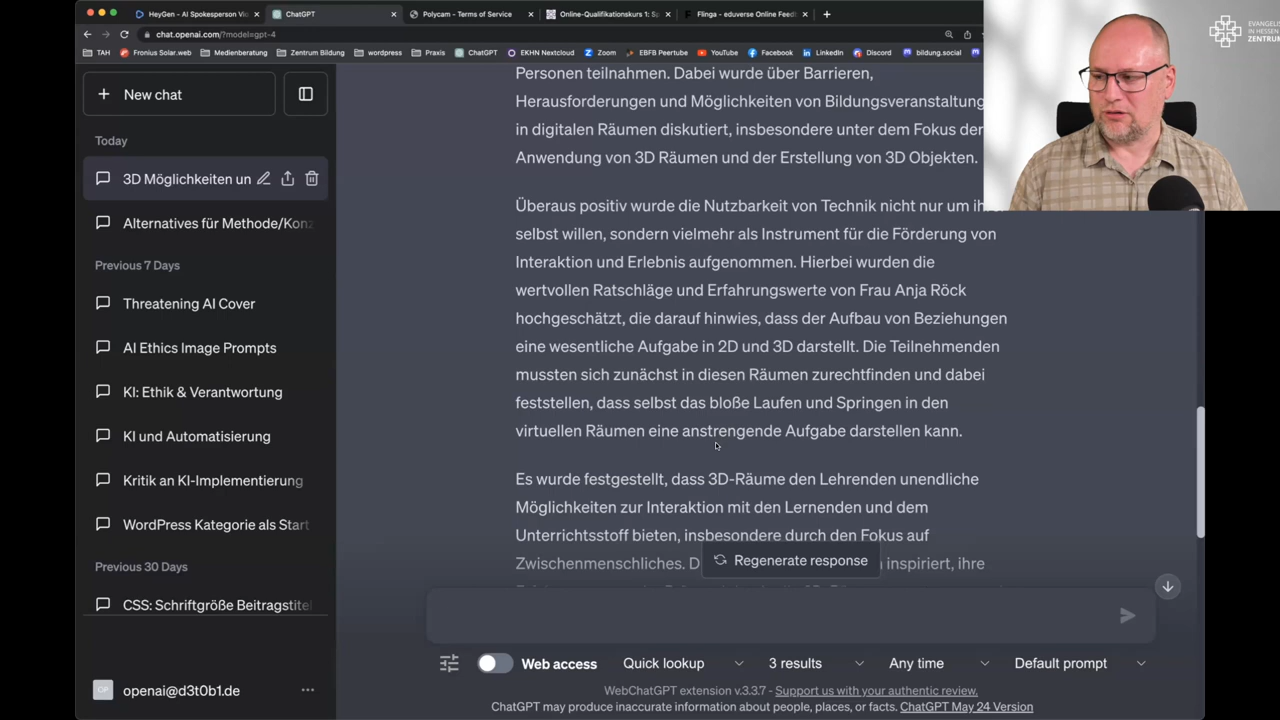 HeyGen - AI Spokesperson Vi
ChatGPT
Polycam – Terms of Service
Online-Qualifikationskurs 1: S
Flinga - eduverse Online Feed
chat.openai.com/?model=gpt-4
TAH
Fronius Solar.web
Medienberatung
Zentrum Bildung
wordpress
Praxis
ChatGPT
EKHN Nextcloud
Zoom
EBFB Peertube
YouTube
Facebook
LinkedIn
Discord
bildung.social
EVANGELIS
IN HESSEN
ZENTRUM
New chat
Today
3D Möglichkeiten un
Alternatives für Methode/Konz
Previous 7 Days
Threatening AI Cover
AI Ethics Image Prompts
KI: Ethik & Verantwortung
KI und Automatisierung
Kritik an KI-Implementierung
WordPress Kategorie als Start
Previous 30 Days
CSS: Schriftgröße Beitragstite
OP
openai@d3t0b1.de
Personen teilnahmen. Dabei wurde über Barrieren,
Herausforderungen und Möglichkeiten von Bildungsveranstaltung
in digitalen Räumen diskutiert, insbesondere unter dem Fokus der
Anwendung von 3D Räumen und der Erstellung von 3D Objekten.
Überaus positiv wurde die Nutzbarkeit von Technik nicht nur um ih
selbst willen, sondern vielmehr als Instrument für die Förderung von
Interaktion und Erlebnis aufgenommen. Hierbei wurden die
wertvollen Ratschläge und Erfahrungswerte von Frau Anja Röck
hochgeschätzt, die darauf hinwies, dass der Aufbau von Beziehungen
eine wesentliche Aufgabe in 2D und 3D darstellt. Die Teilnehmenden
mussten sich zunächst in diesen Räumen zurechtfinden und dabei
feststellen, dass selbst das bloße Laufen und Springen in den
virtuellen Räumen eine anstrengende Aufgabe darstellen kann.
Es wurde festgestellt, dass 3D-Räume den Lehrenden unendliche
Möglichkeiten zur Interaktion mit den Lernenden und dem
Unterrichtsstoff bieten, insbesondere durch den Fokus auf
Zwischenmenschliches. D inspiriert, ihre
Regenerate response
Web access
Quick lookup
3 results
Any time
Default prompt
WebChatGPT extension v.3.3.7 - Support us with your authentic review.
ChatGPT may produce inaccurate information about people, places, or facts. ChatGPT May 24 Version